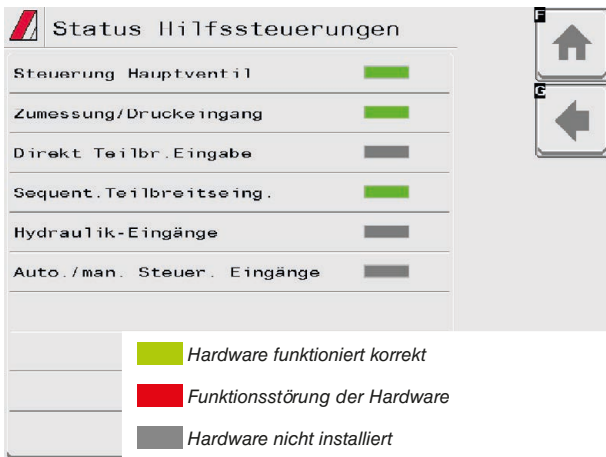 Status Hilfssteuerungen
F
Steuerung Hauptventil
G
Zumessung/Druckeingang
Direkt Teilbr.Eingabe
Sequent.Teilbreitseing.
Hydraulik-Eingänge
Auto./man. Steuer. Eingänge
Hardware funktioniert korrekt
Funktionsstörung der Hardware
Hardware nicht installiert